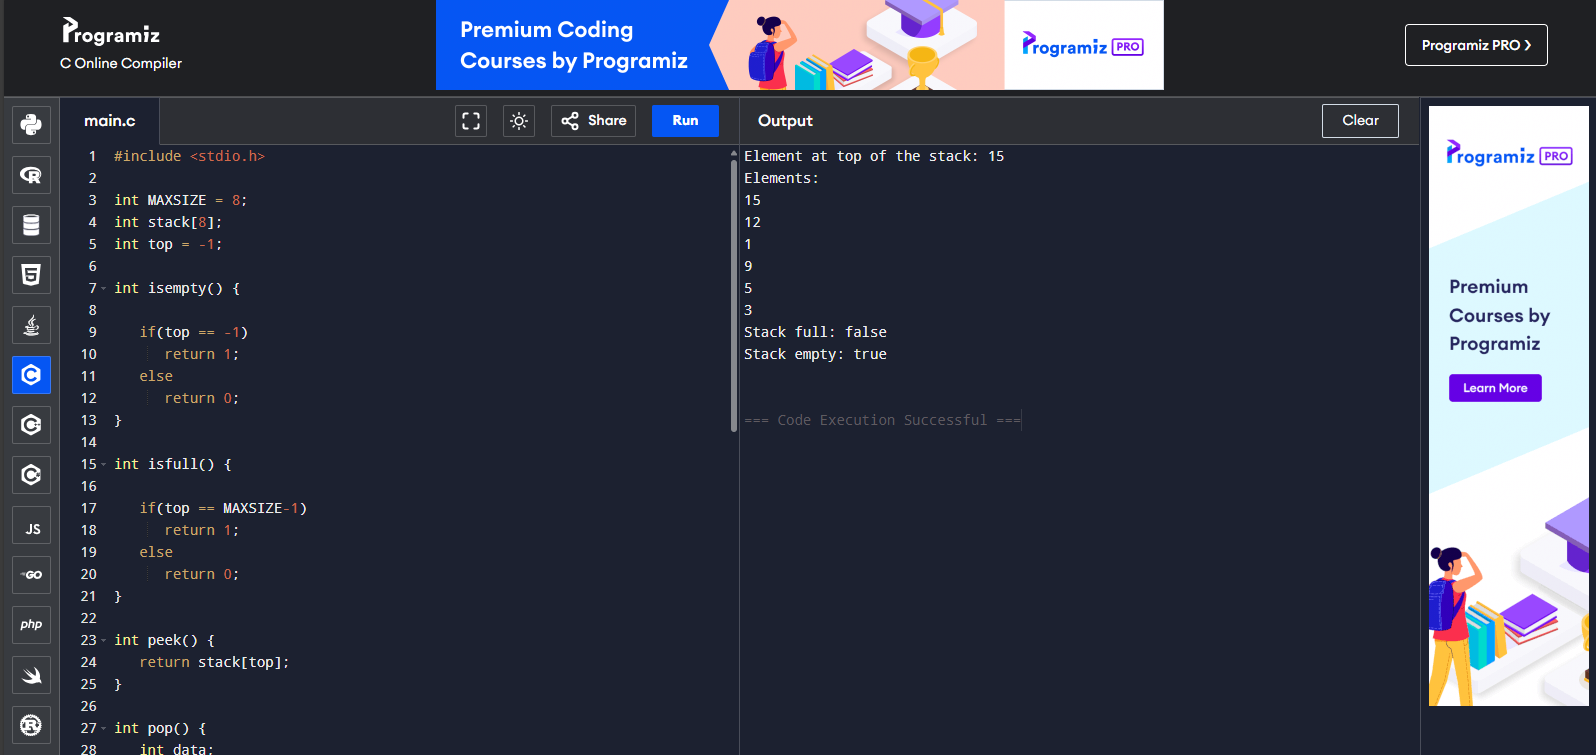 Programiz
C Online Compiler
Premium Coding
Courses by Programiz
Programiz PRO
Programiz PRO ❯
main.c
Share
Run
Output
Clear
1 #include <stdio.h>
2
3 int MAXSIZE = 8;
4 int stack[8];
5 int top = -1;
6
7 int isempty() {
8
9    if(top == -1)
10       return 1;
11    else
12       return 0;
13 }
14
15 int isfull() {
16
17    if(top == MAXSIZE-1)
18       return 1;
19    else
20       return 0;
21 }
22
23 int peek() {
24    return stack[top];
25 }
26
27 int pop() {
28    int data;
Element at top of the stack: 15
Elements:
15
12
1
9
5
3
Stack full: false
Stack empty: true
=== Code Execution Successful ===
JS
GO
php
Programiz PRO
Premium
Courses by
Programiz
Learn More